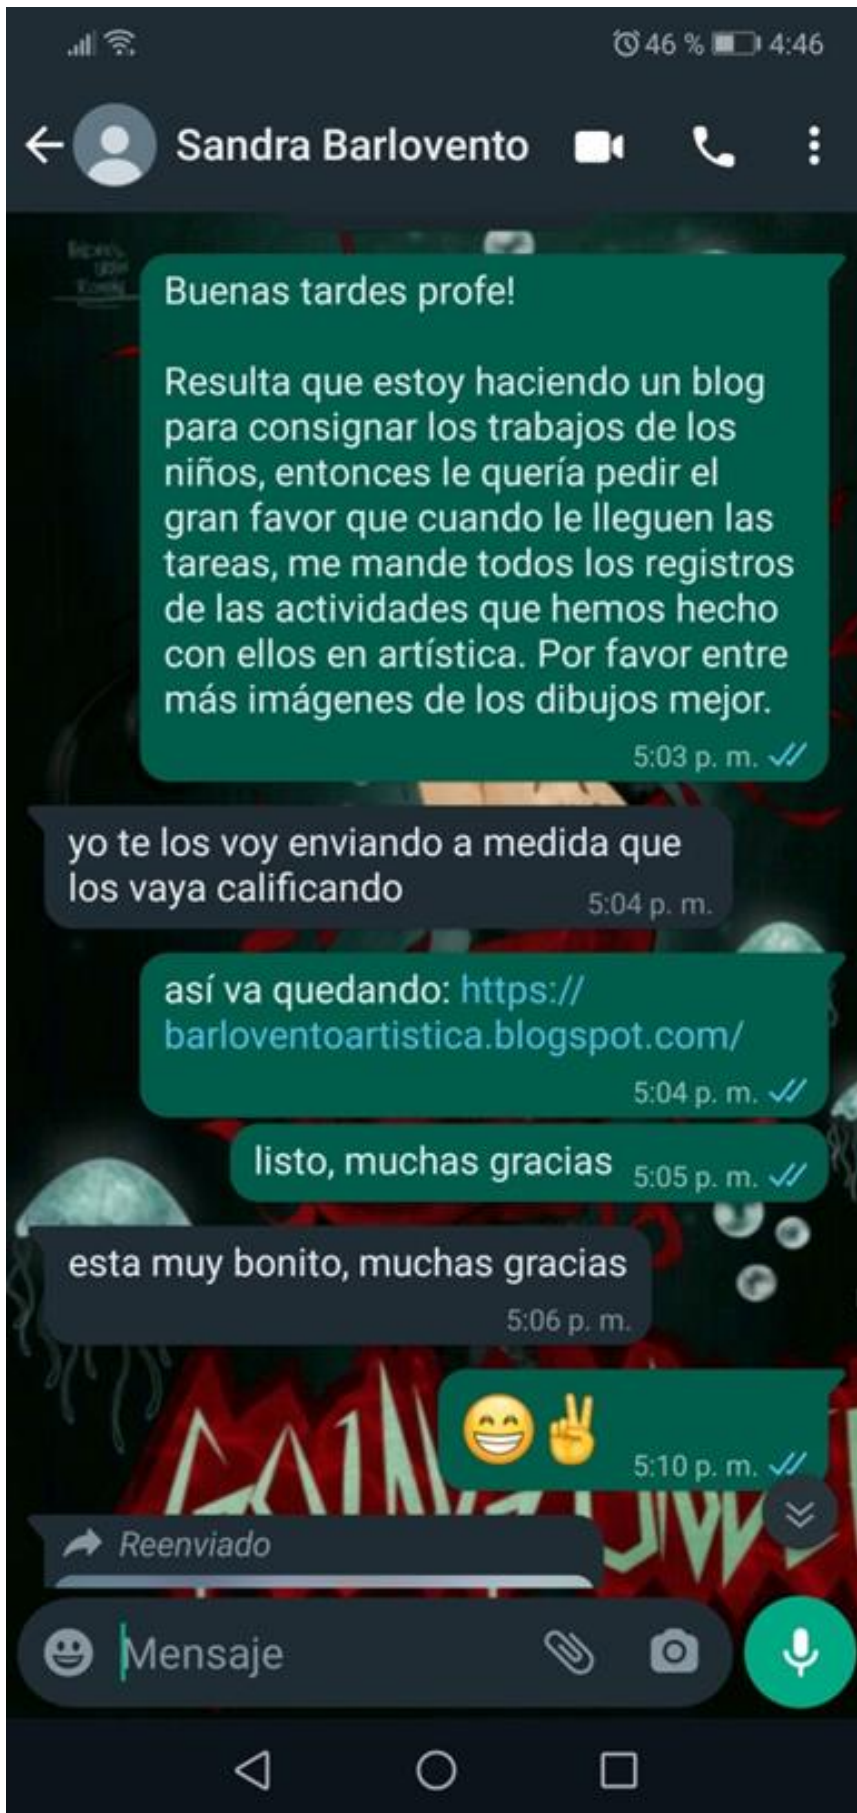 46 % 4:46
Sandra Barlovento
Buenas tardes profe!
Resulta que estoy haciendo un blog
para consignar los trabajos de los
niños, entonces le quería pedir el
gran favor que cuando le lleguen las
tareas, me mande todos los registros
de las actividades que hemos hecho
con ellos en artística. Por favor entre
más imágenes de los dibujos mejor.
5:03 p. m.
yo te los voy enviando a medida que
los vaya calificando
5:04 p. m.
así va quedando: https://
barloventoartistica.blogspot.com/
5:04 p. m.
listo, muchas gracias 5:05 p. m.
esta muy bonito, muchas gracias
5:06 p. m.
5:10 p. m.
Reenviado
Mensaje